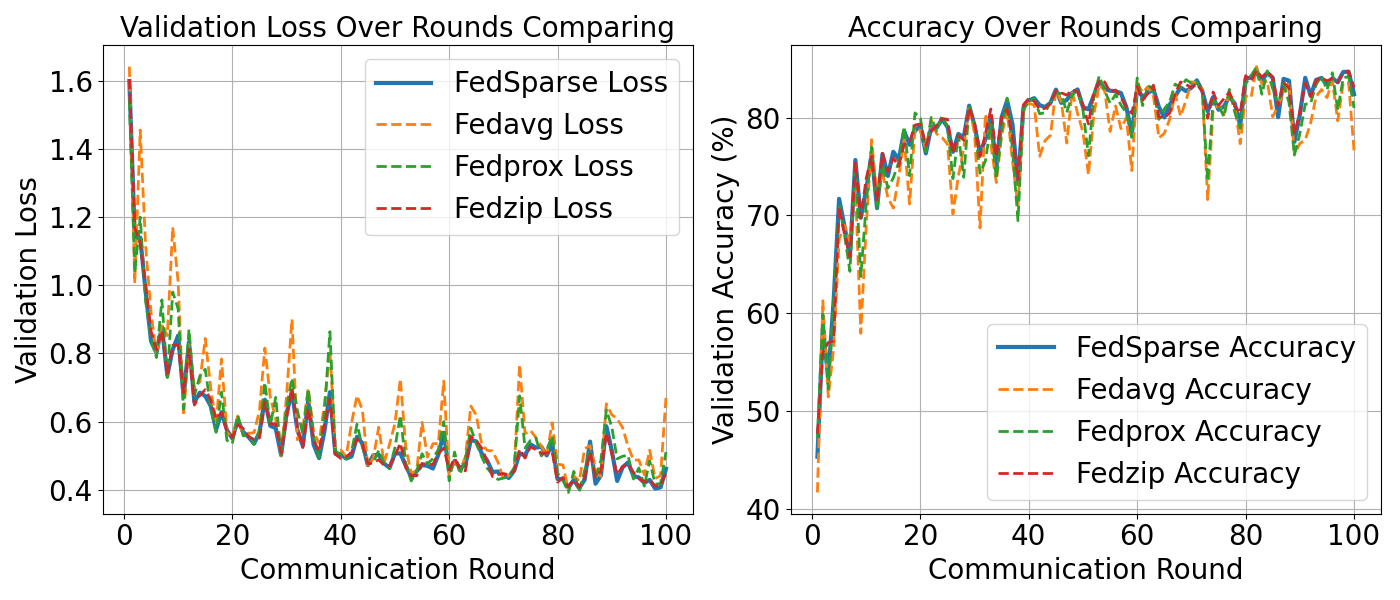 Validation Loss Over Rounds Comparing
Validation Loss
1.6
1.4
1.2
1.0
0.8
0.6
0.4
FedSparse Loss
Fedavg Loss
Fedprox Loss
Fedzip Loss
0 20 40 60 80 100
Communication Round
Accuracy Over Rounds Comparing
Validation Accuracy (%)
80
70
60
50
40
FedSparse Accuracy
Fedavg Accuracy
Fedprox Accuracy
Fedzip Accuracy
0 20 40 60 80 100
Communication Round